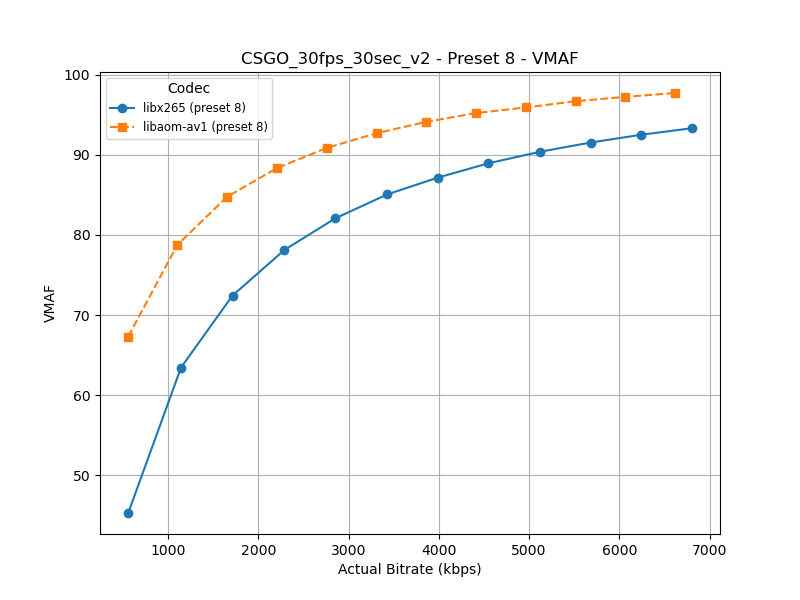 CSGO_30fps_30sec_v2 - Preset 8 - VMAF
Codec
libx265 (preset 8)
libaom-av1 (preset 8)
VMAF
100
90
80
70
60
50
1000 2000 3000 4000 5000 6000 7000
Actual Bitrate (kbps)